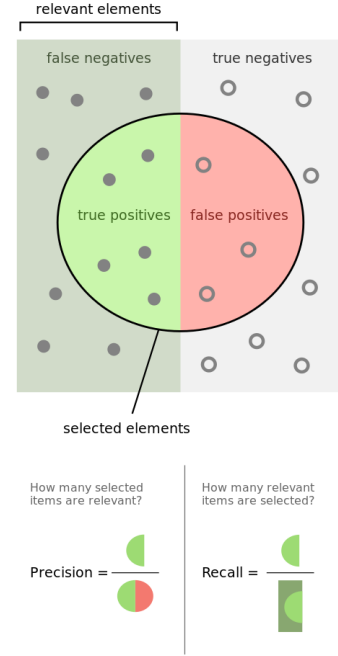 relevant elements
false negatives
true negatives
true positives
false positives
selected elements
How many selected
items are relevant?
How many relevant
items are selected?
Precision =
Recall =